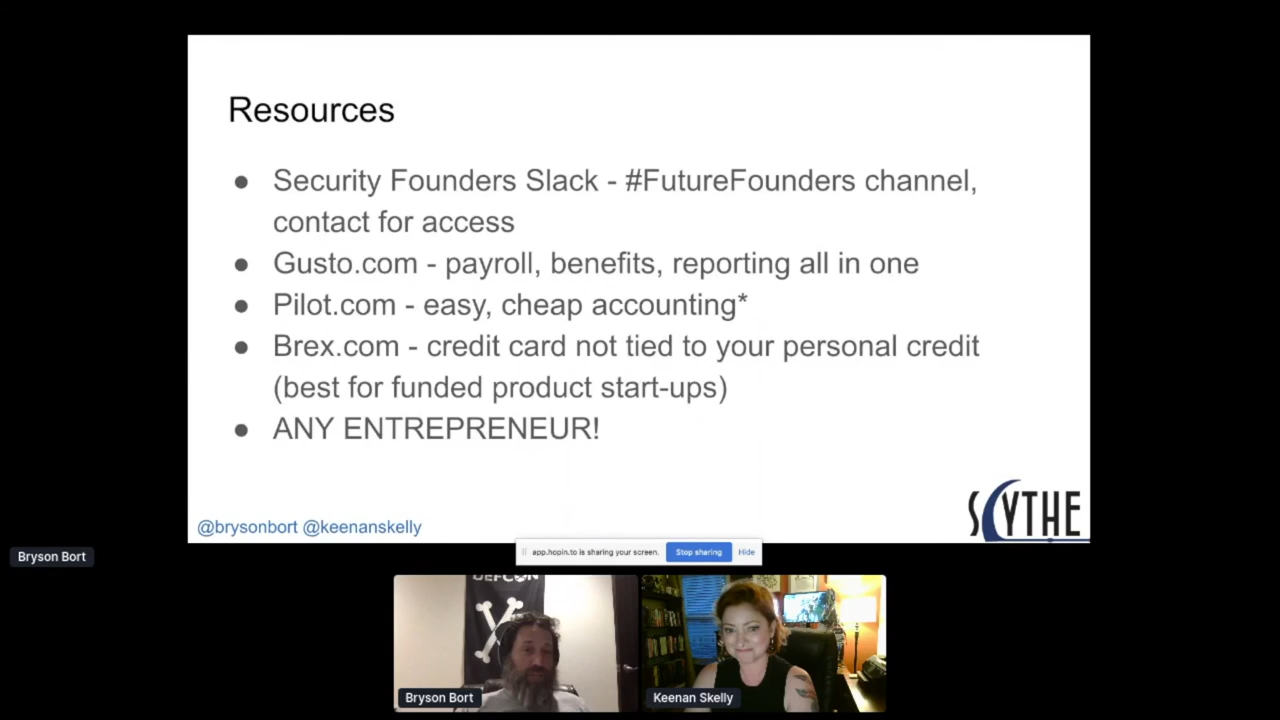 Resources
● Security Founders Slack - #FutureFounders channel,
contact for access
● Gusto.com - payroll, benefits, reporting all in one
● Pilot.com - easy, cheap accounting*
● Brex.com - credit card not tied to your personal credit
(best for funded product start-ups)
● ANY ENTREPRENEUR!
@brysonbort @keenanskelly
SCYTHE
Bryson Bort
app.hopin.to is sharing your screen. Stop sharing Hide
DEFCON
Bryson Bort
Keenan Skelly